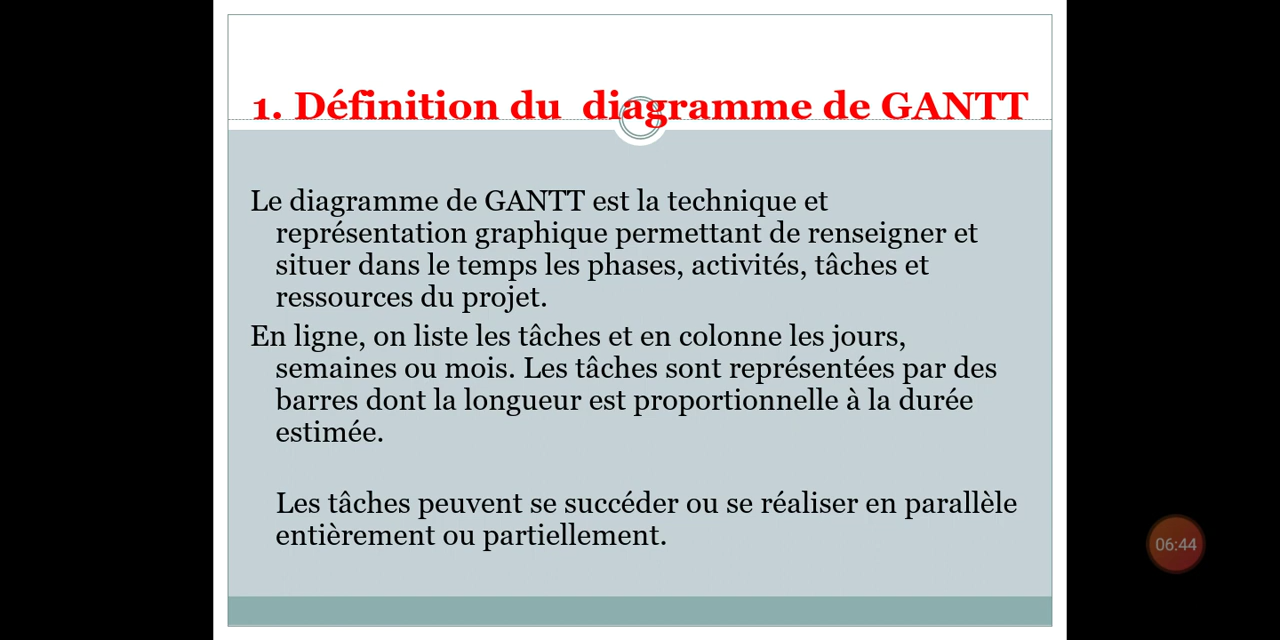 1. Définition du  diagramme de GANTT
Le diagramme de GANTT est la technique et
représentation graphique permettant de renseigner et
situer dans le temps les phases, activités, tâches et
ressources du projet.
En ligne, on liste les tâches et en colonne les jours,
semaines ou mois. Les tâches sont représentées par des
barres dont la longueur est proportionnelle à la durée
estimée.
Les tâches peuvent se succéder ou se réaliser en parallèle
entièrement ou partiellement.
06:44